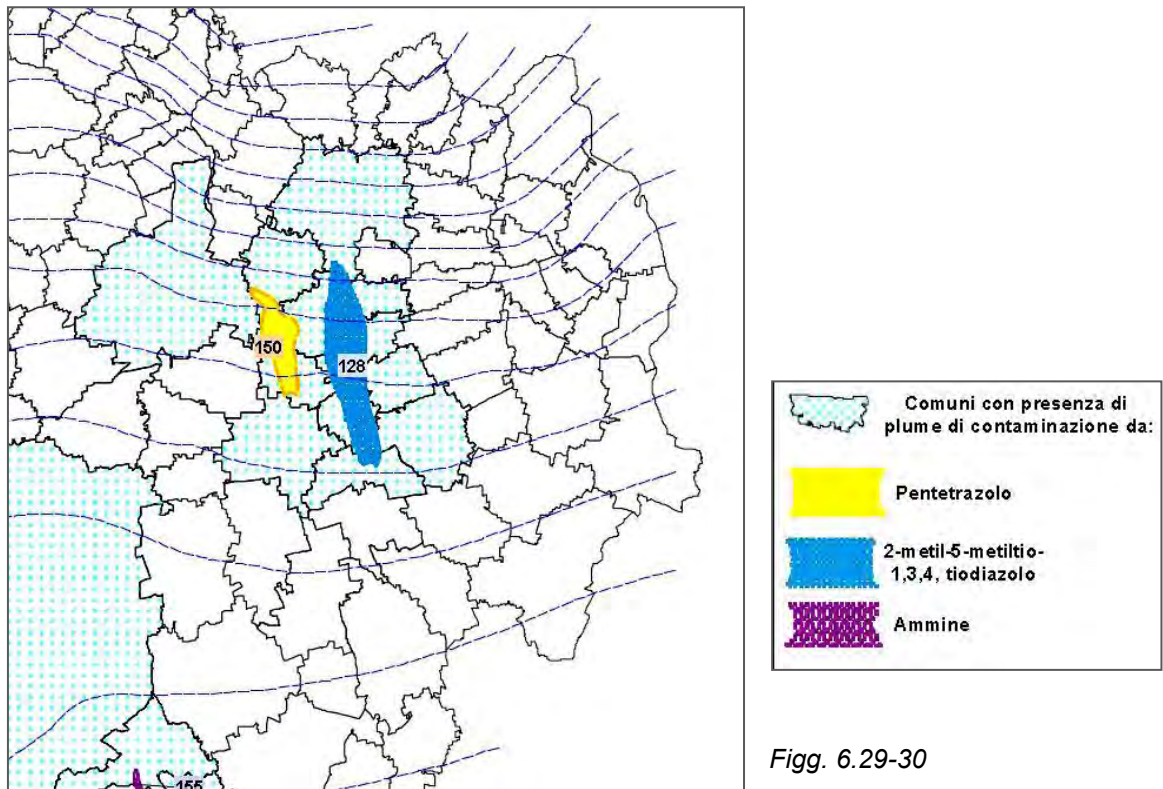 150
128
155
Comuni con presenza di
plume di contaminazione da:
Pentetrazolo
2-metil-5-metiltio-
1,3,4, tiodiazolo
Ammine
Figg. 6.29-30